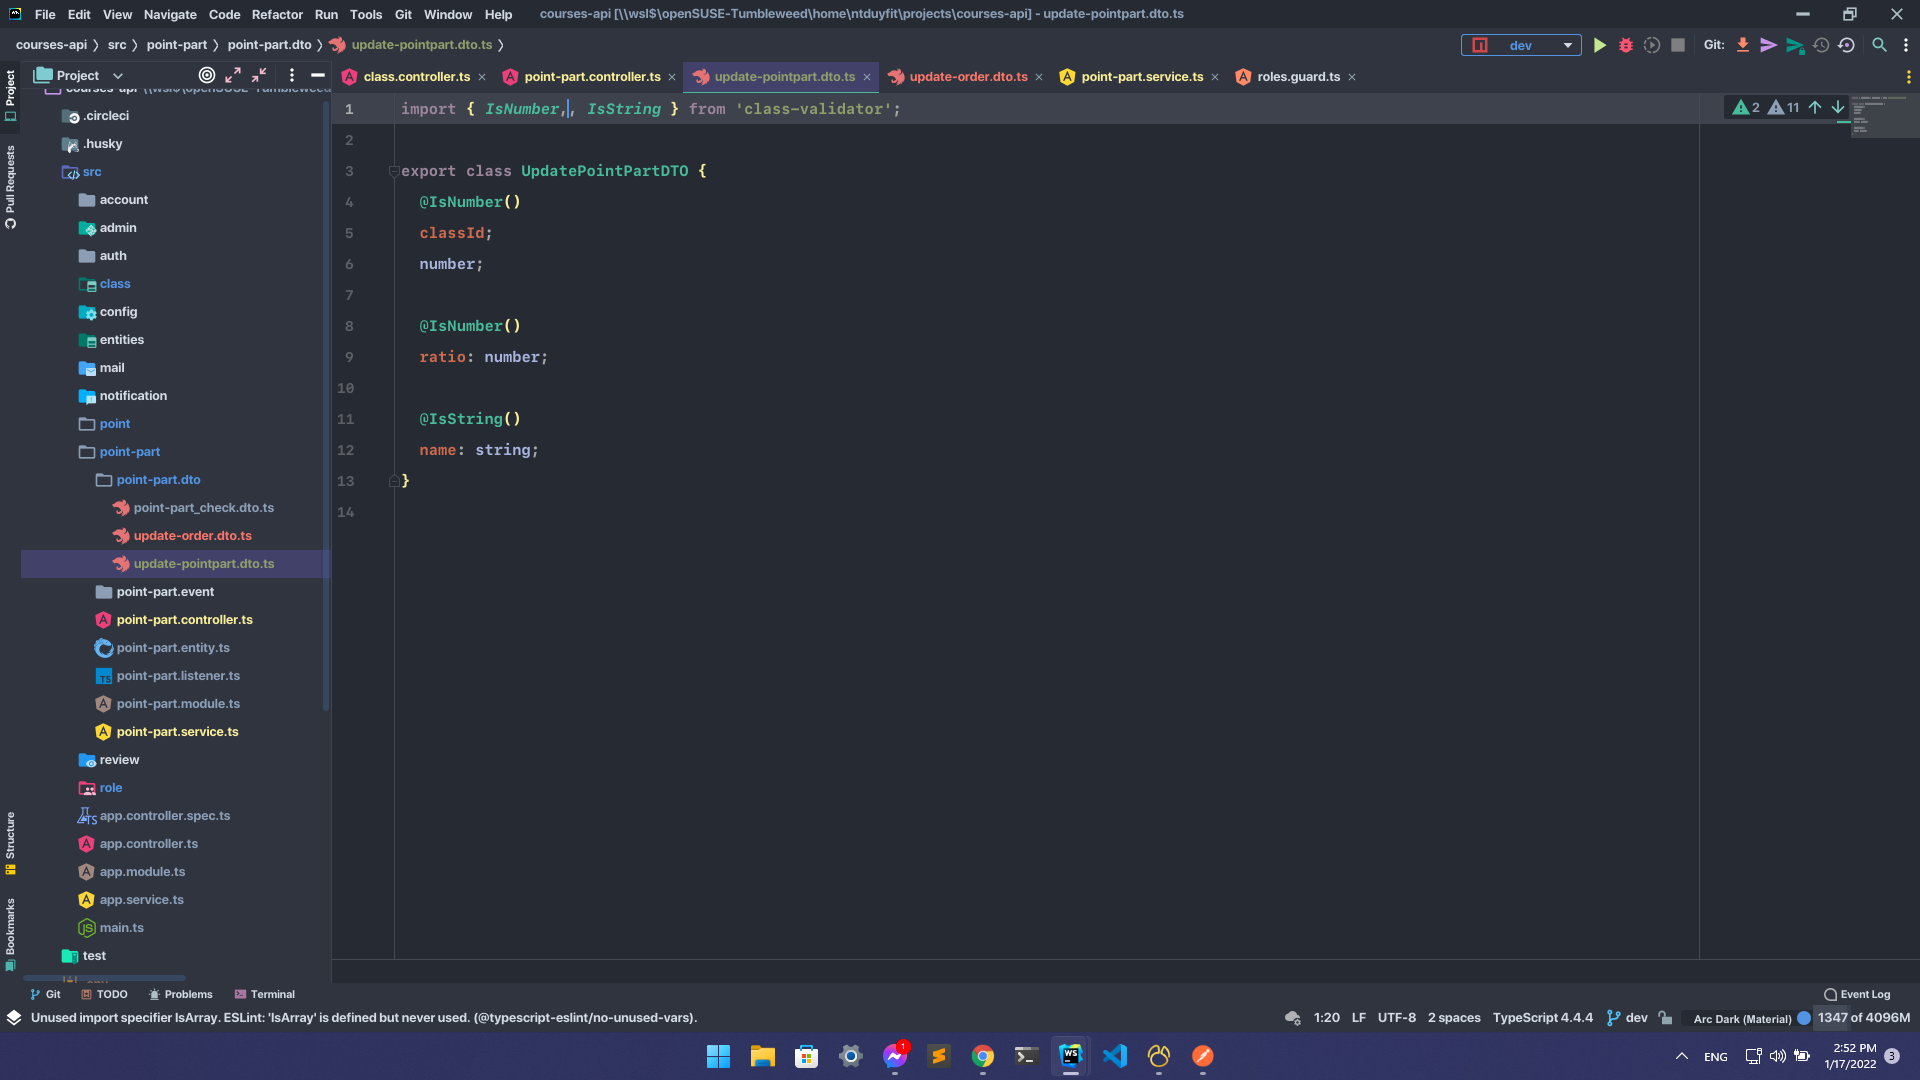 File Edit View Navigate Code Refactor Run Tools Git Window Help courses-api [\\wsl$\openSUSE-Tumbleweed\home\ntduyfit\projects\courses-api] - update-pointpart.dto.ts
courses-api src point-part point-part.dto update-pointpart.dto.ts dev Git:
Project class.controller.ts point-part.controller.ts update-pointpart.dto.ts update-order.dto.ts point-part.service.ts roles.guard.ts
Project
Pull Requests
Structure
Bookmarks
.circleci
.husky
src
account
admin
auth
class
config
entities
mail
notification
point
point-part
point-part.dto
point-part_check.dto.ts
update-order.dto.ts
update-pointpart.dto.ts
point-part.event
point-part.controller.ts
point-part.entity.ts
point-part.listener.ts
point-part.module.ts
point-part.service.ts
review
role
app.controller.spec.ts
app.controller.ts
app.module.ts
app.service.ts
main.ts
test
1 import { IsNumber,, IsString } from 'class-validator'; 2 11
2
3 export class UpdatePointPartDTO {
4 @IsNumber()
5 classId;
6 number;
7
8 @IsNumber()
9 ratio: number;
10
11 @IsString()
12 name: string;
13 }
14
Git TODO Problems Terminal Event Log
Unused import specifier IsArray. ESLint: 'IsArray' is defined but never used. (@typescript-eslint/no-unused-vars). 1:20 LF UTF-8 2 spaces TypeScript 4.4.4 dev Arc Dark (Material) 1347 of 4096M
1 WS ENG 2:52 PM 3
1/17/2022